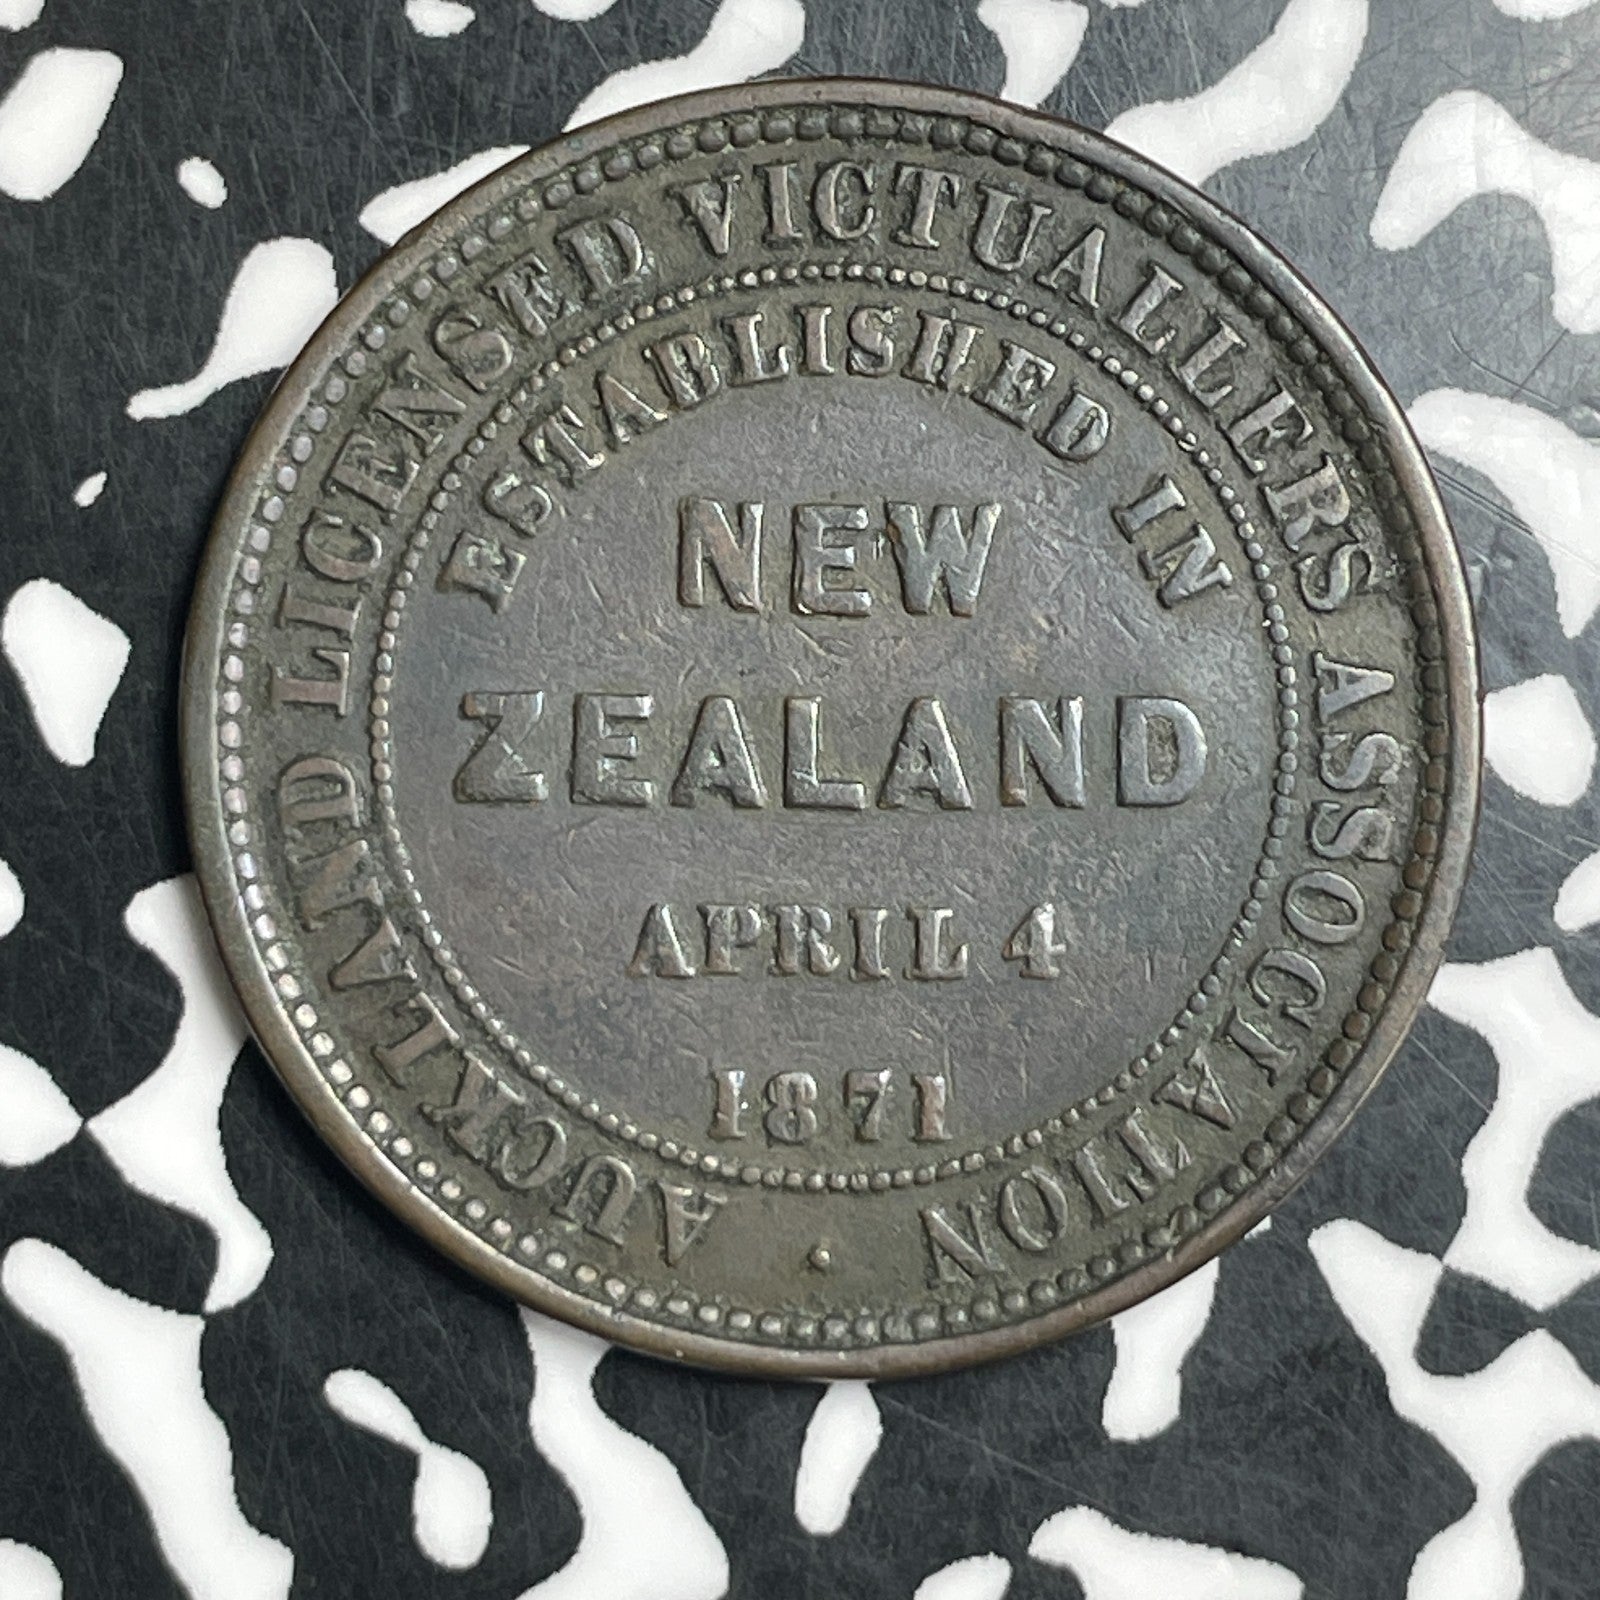 AUCKLAND LICENSED VICTUALLERS ASSOCIATION
ESTABLISHED IN
NEW
ZEALAND
APRIL 4
1871